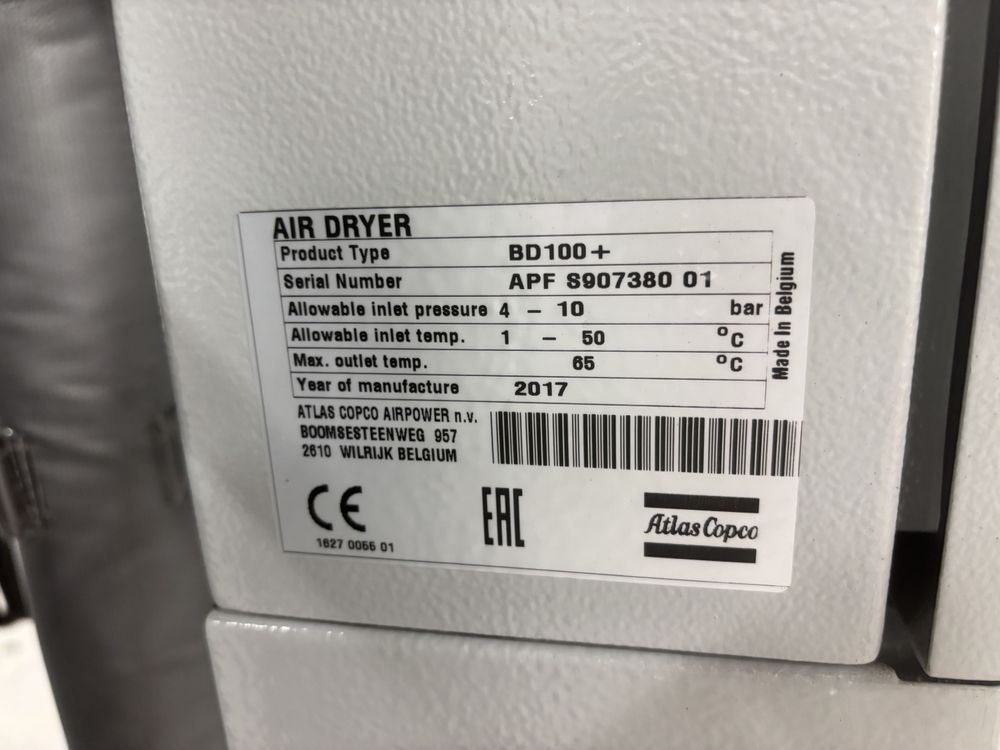 AIR DRYER
Product Type BD100+
Serial Number APF S907380 01
Allowable inlet pressure 4 - 10 bar
Allowable inlet temp. 1 - 50 °C
Max. outlet temp. 65 °C
Year of manufacture 2017
Made In Belgium
ATLAS COPCO AIRPOWER n.v.
BOOMSESTEENWEG 957
2610 WILRIJK BELGIUM
CE
1627 0066 01
EAC
Atlas Copco